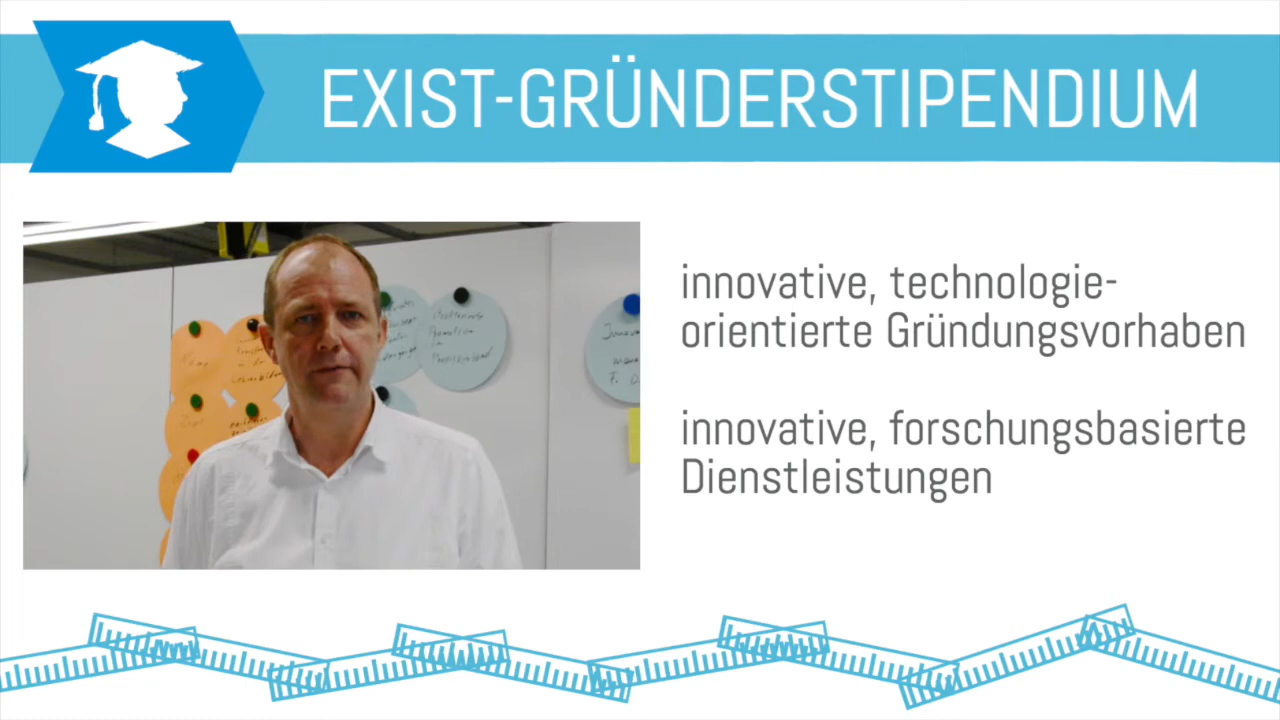 EXIST-GRÜNDERSTIPENDIUM
innovative, technologie-
orientierte Gründungsvorhaben
innovative, forschungsbasierte
Dienstleistungen